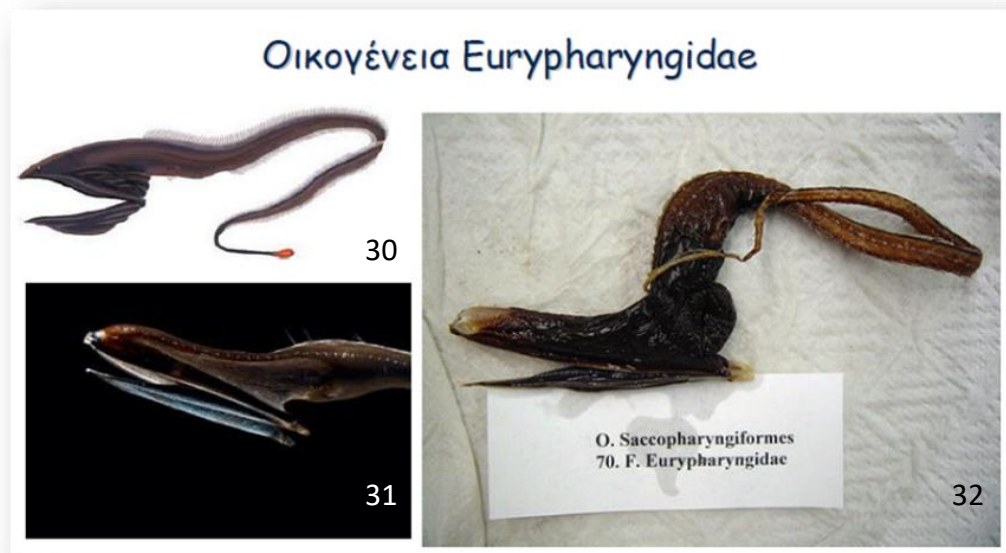 Οικογένεια Eurypharyngidae
30
31
O. Saccopharyngiformes
70. F. Eurypharyngidae
32